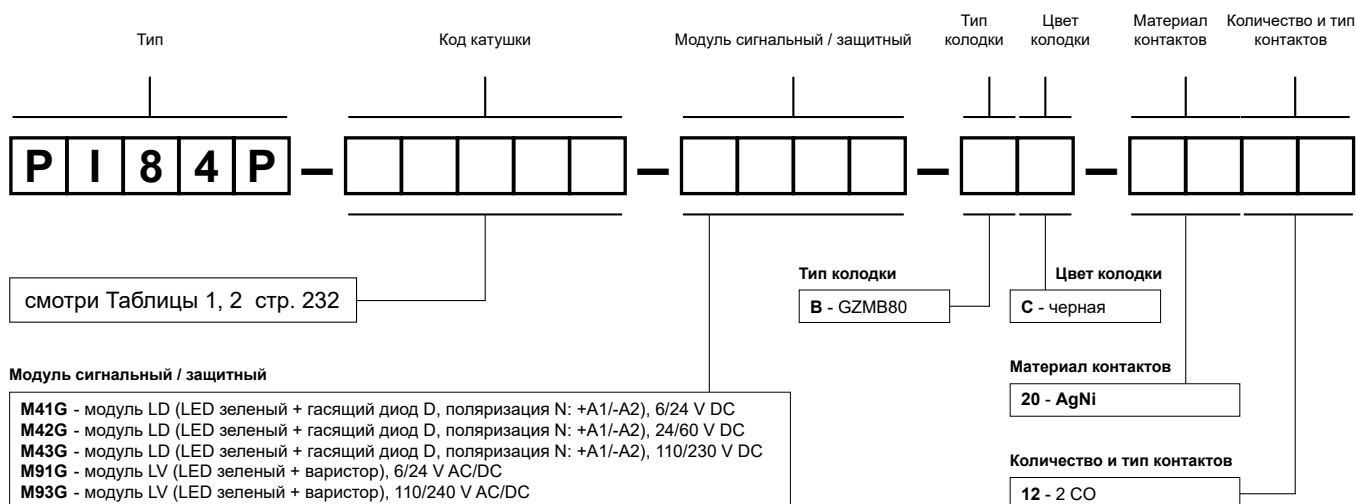 Тип
Код катушки
Модуль сигнальный / защитный
Тип
колодки
Цвет
колодки
Материал
контактов
Количество и тип
контактов
P I 8 4 P – – – –
смотри Таблицы 1, 2 стр. 232
Тип колодки
B - GZMB80
Цвет колодки
C - черная
Модуль сигнальный / защитный
M41G - модуль LD (LED зеленый + гасящий диод D, поляризация N: +A1/-A2), 6/24 V DC
M42G - модуль LD (LED зеленый + гасящий диод D, поляризация N: +A1/-A2), 24/60 V DC
M43G - модуль LD (LED зеленый + гасящий диод D, поляризация N: +A1/-A2), 110/230 V DC
M91G - модуль LV (LED зеленый + варистор), 6/24 V AC/DC
M93G - модуль LV (LED зеленый + варистор), 110/240 V AC/DC
Материал контактов
20 - AgNi
Количество и тип контактов
12 - 2 CO